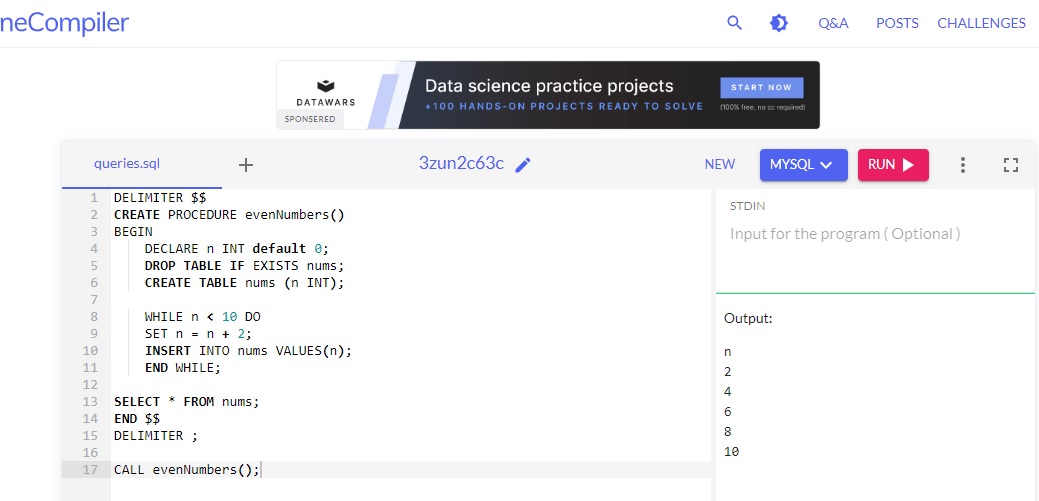 neCompiler
Q&A POSTS CHALLENGES
DATAWARS
SPONSERED
Data science practice projects
+100 HANDS-ON PROJECTS READY TO SOLVE
START NOW
(100% free, no cc required)
queries.sql + 3zun2c63c NEW MYSQL RUN
1 DELIMITER $$
2 CREATE PROCEDURE evenNumbers()
3 BEGIN
4 DECLARE n INT default 0;
5 DROP TABLE IF EXISTS nums;
6 CREATE TABLE nums (n INT);
7
8 WHILE n < 10 DO
9 SET n = n + 2;
10 INSERT INTO nums VALUES(n);
11 END WHILE;
12
13 SELECT * FROM nums;
14 END $$
15 DELIMITER ;
16
17 CALL evenNumbers();
STDIN
Input for the program ( Optional )
Output:
n
2
4
6
8
10